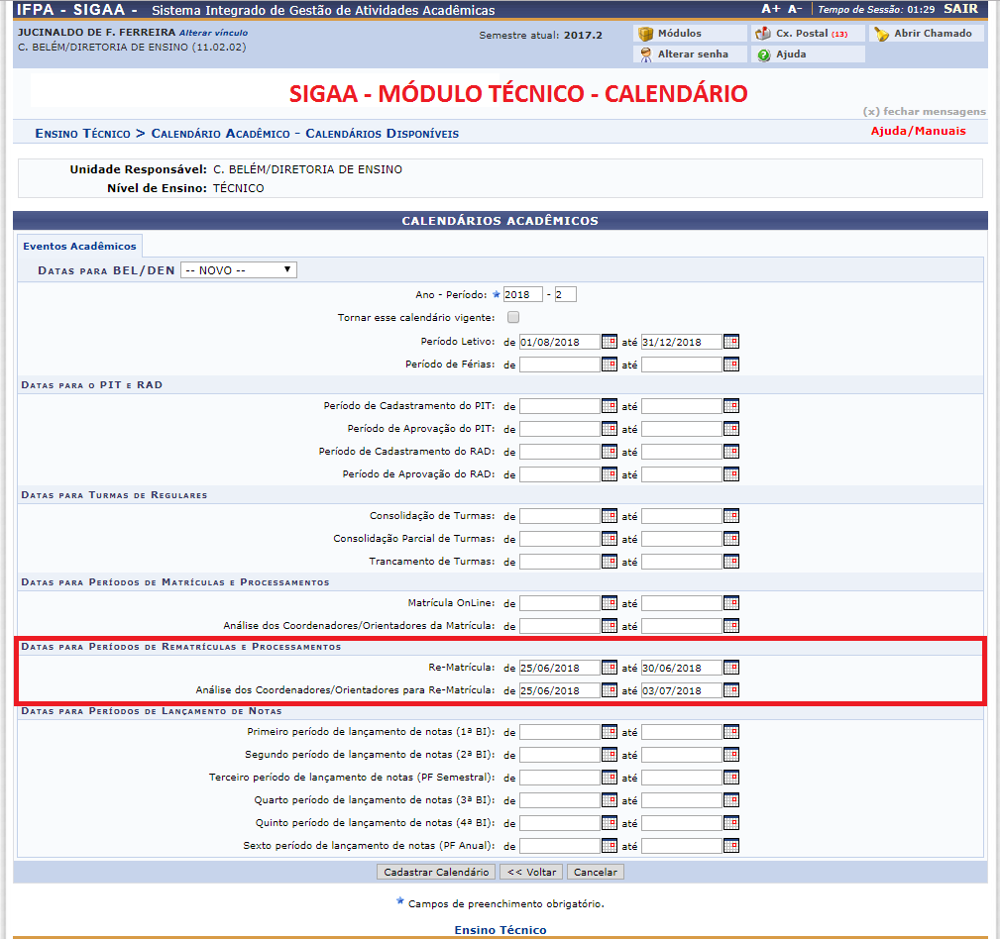 IFPA - SIGAA - Sistema Integrado de Gestão de Atividades Acadêmicas A+ A- Tempo de Sessão: 01:29 SAIR
JUCINALDO DE F. FERREIRA Alterar vínculo
C. BELÉM/DIRETORIA DE ENSINO (11.02.02)
Semestre atual: 2017.2
Módulos Cx. Postal (13) Abrir Chamado
Alterar senha Ajuda
SIGAA - MÓDULO TÉCNICO - CALENDÁRIO
(x) fechar mensagens
Ensino Técnico > Calendário Acadêmico - Calendários Disponíveis Ajuda/Manuais
Unidade Responsável: C. BELÉM/DIRETORIA DE ENSINO
Nível de Ensino: TÉCNICO
CALENDÁRIOS ACADÊMICOS
Eventos Acadêmicos
Datas para BEL/DEN -- NOVO --
Ano - Período: 2018 - 2
Tornar esse calendário vigente:
Período Letivo: de 01/08/2018 até 31/12/2018
Período de Férias: de até
Datas para o PIT e RAD
Período de Cadastramento do PIT: de até
Período de Aprovação do PIT: de até
Período de Cadastramento do RAD: de até
Período de Aprovação do RAD: de até
Datas para Turmas de Regulares
Consolidação de Turmas: de até
Consolidação Parcial de Turmas: de até
Trancamento de Turmas: de até
Datas para Períodos de Matrículas e Processamentos
Matrícula OnLine: de até
Análise dos Coordenadores/Orientadores da Matrícula: de até
Datas para Períodos de Rematrículas e Processamentos
Re-Matrícula: de 25/06/2018 até 30/06/2018
Análise dos Coordenadores/Orientadores para Re-Matrícula: de 25/06/2018 até 03/07/2018
Datas para Períodos de Lançamento de Notas
Primeiro período de lançamento de notas (1ª BI): de até
Segundo período de lançamento de notas (2ª BI): de até
Terceiro período de lançamento de notas (PF Semestral): de até
Quarto período de lançamento de notas (3ª BI): de até
Quinto período de lançamento de notas (4ª BI): de até
Sexto período de lançamento de notas (PF Anual): de até
Cadastrar Calendário << Voltar Cancelar
Campos de preenchimento obrigatório.
Ensino Técnico